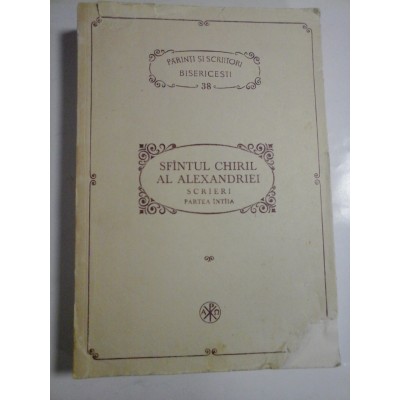 PĂRINȚI ȘI SCRIITORI
BISERICEȘTI
38
SFÎNTUL CHIRIL
AL ALEXANDRIEI
SCRIERI
PARTEA ÎNTÎIA